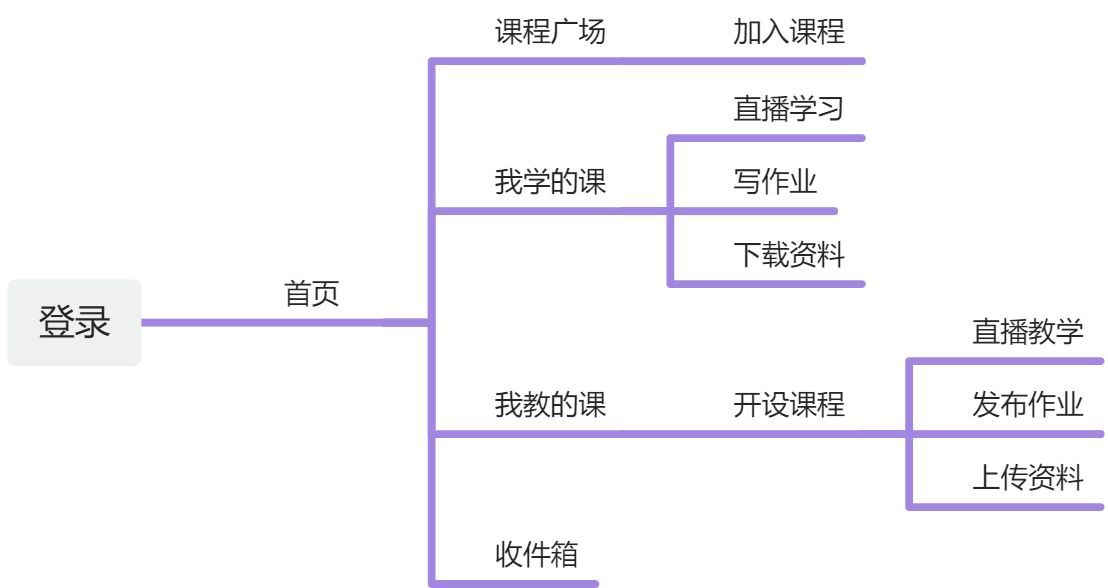 登录
首页
课程广场
加入课程
我学的课
直播学习
写作业
下载资料
我教的课
开设课程
直播教学
发布作业
上传资料
收件箱